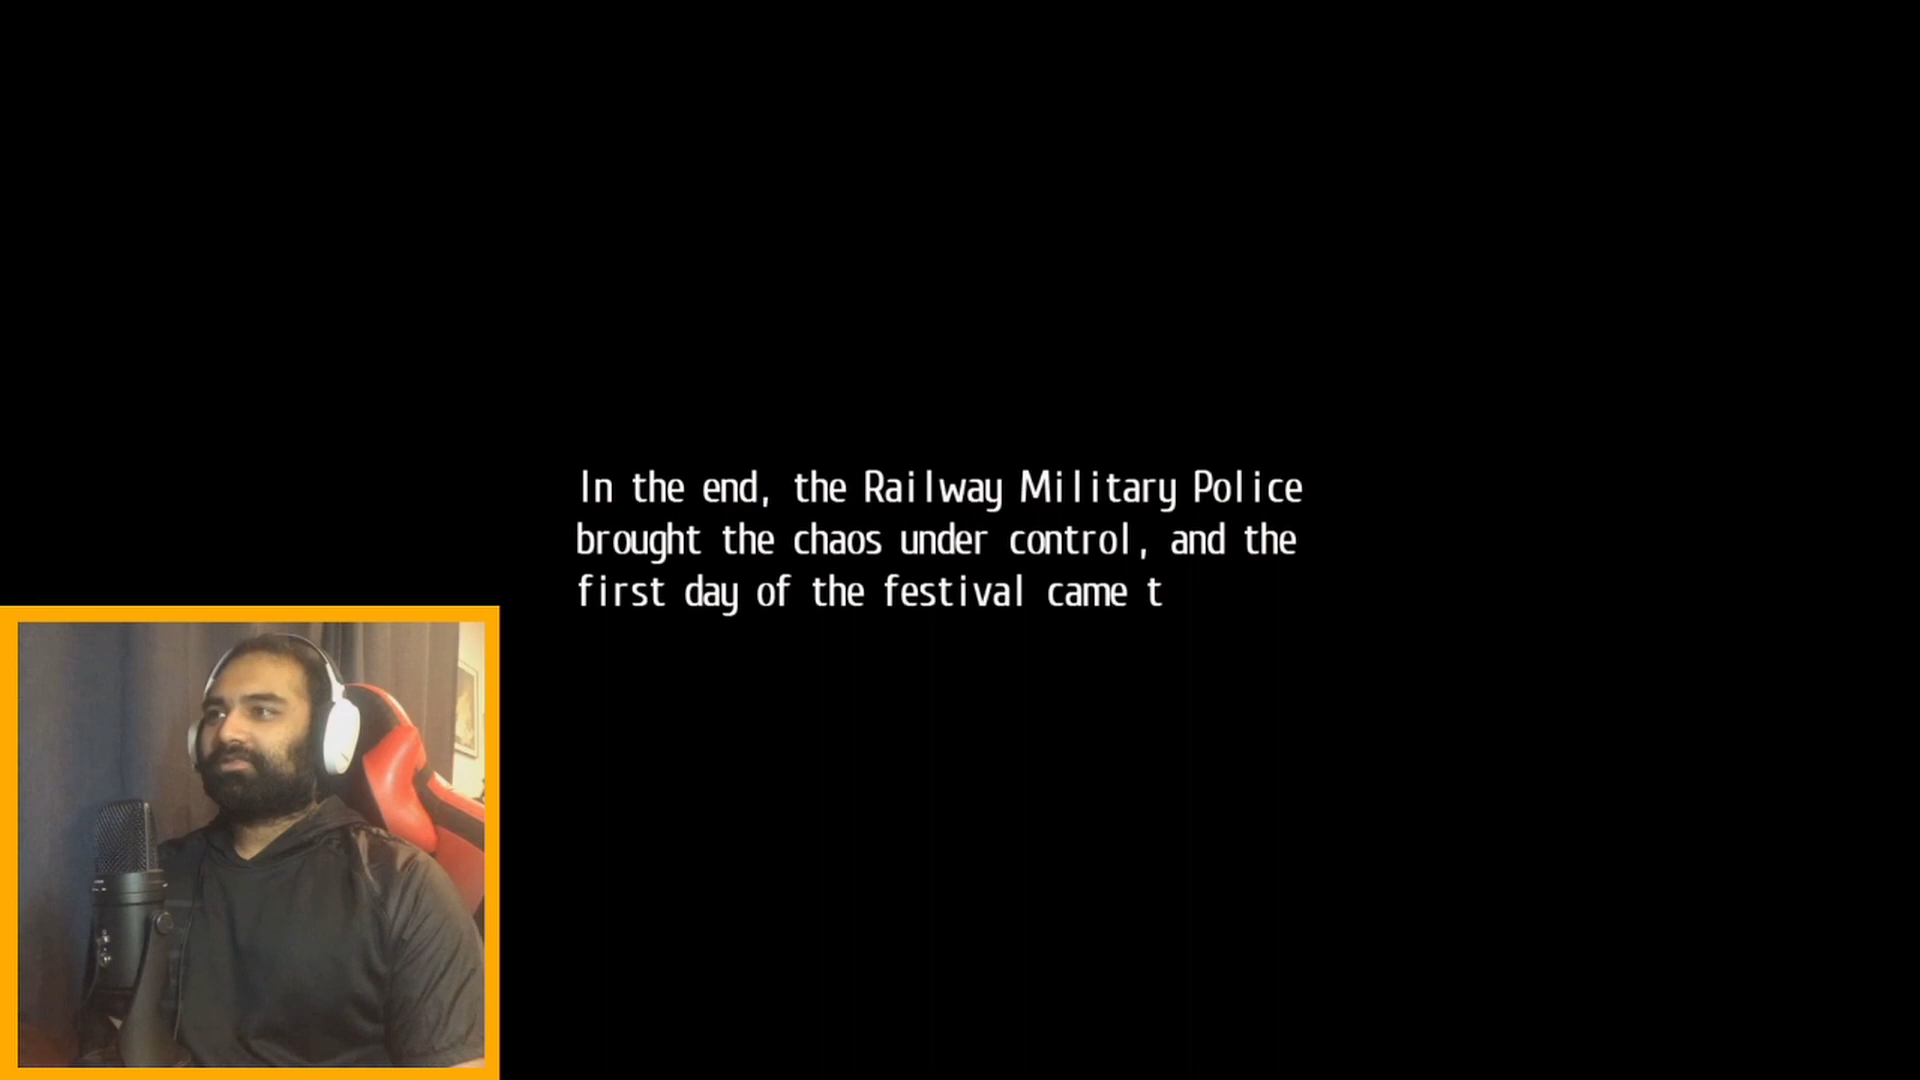 In the end, the Railway Military Police
brought the chaos under control, and the
first day of the festival came t